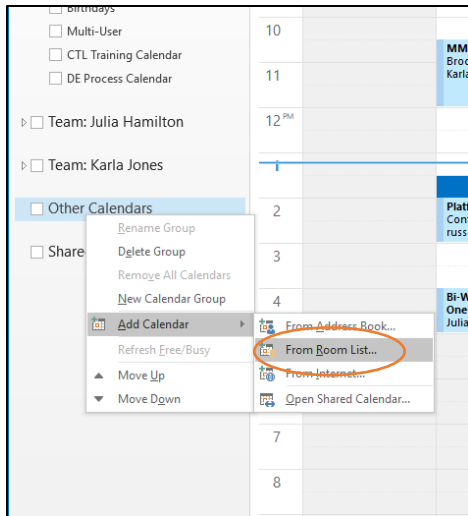 Birthdays
Multi-User
CTL Training Calendar
DE Process Calendar
Team: Julia Hamilton
Team: Karla Jones
Other Calendars
Share
Rename Group
Delete Group
Remove All Calendars
New Calendar Group
Add Calendar
Refresh Free/Busy
Move Up
Move Down
From Address Book...
From Room List...
From Internet...
Open Shared Calendar...
10
11
12 PM
1
2
3
4
7
8
MM
Broo
Karla
Platf
Conf
russ
Bi-W
One
Julia